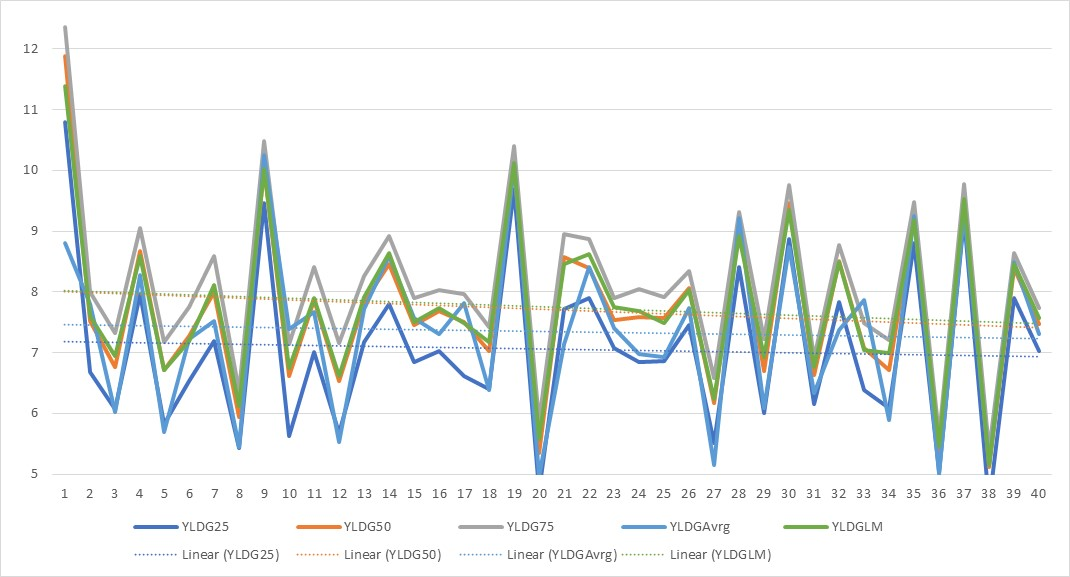 12
11
10
9
8
7
6
5
1 2 3 4 5 6 7 8 9 10 11 12 13 14 15 16 17 18 19 20 21 22 23 24 25 26 27 28 29 30 31 32 33 34 35 36 37 38 39 40
YLDG25 YLDG50 YLDG75 YLDGAvrg YLDGLM
Linear (YLDG25) Linear (YLDG50) Linear (YLDGAvrg) Linear (YLDGLM)